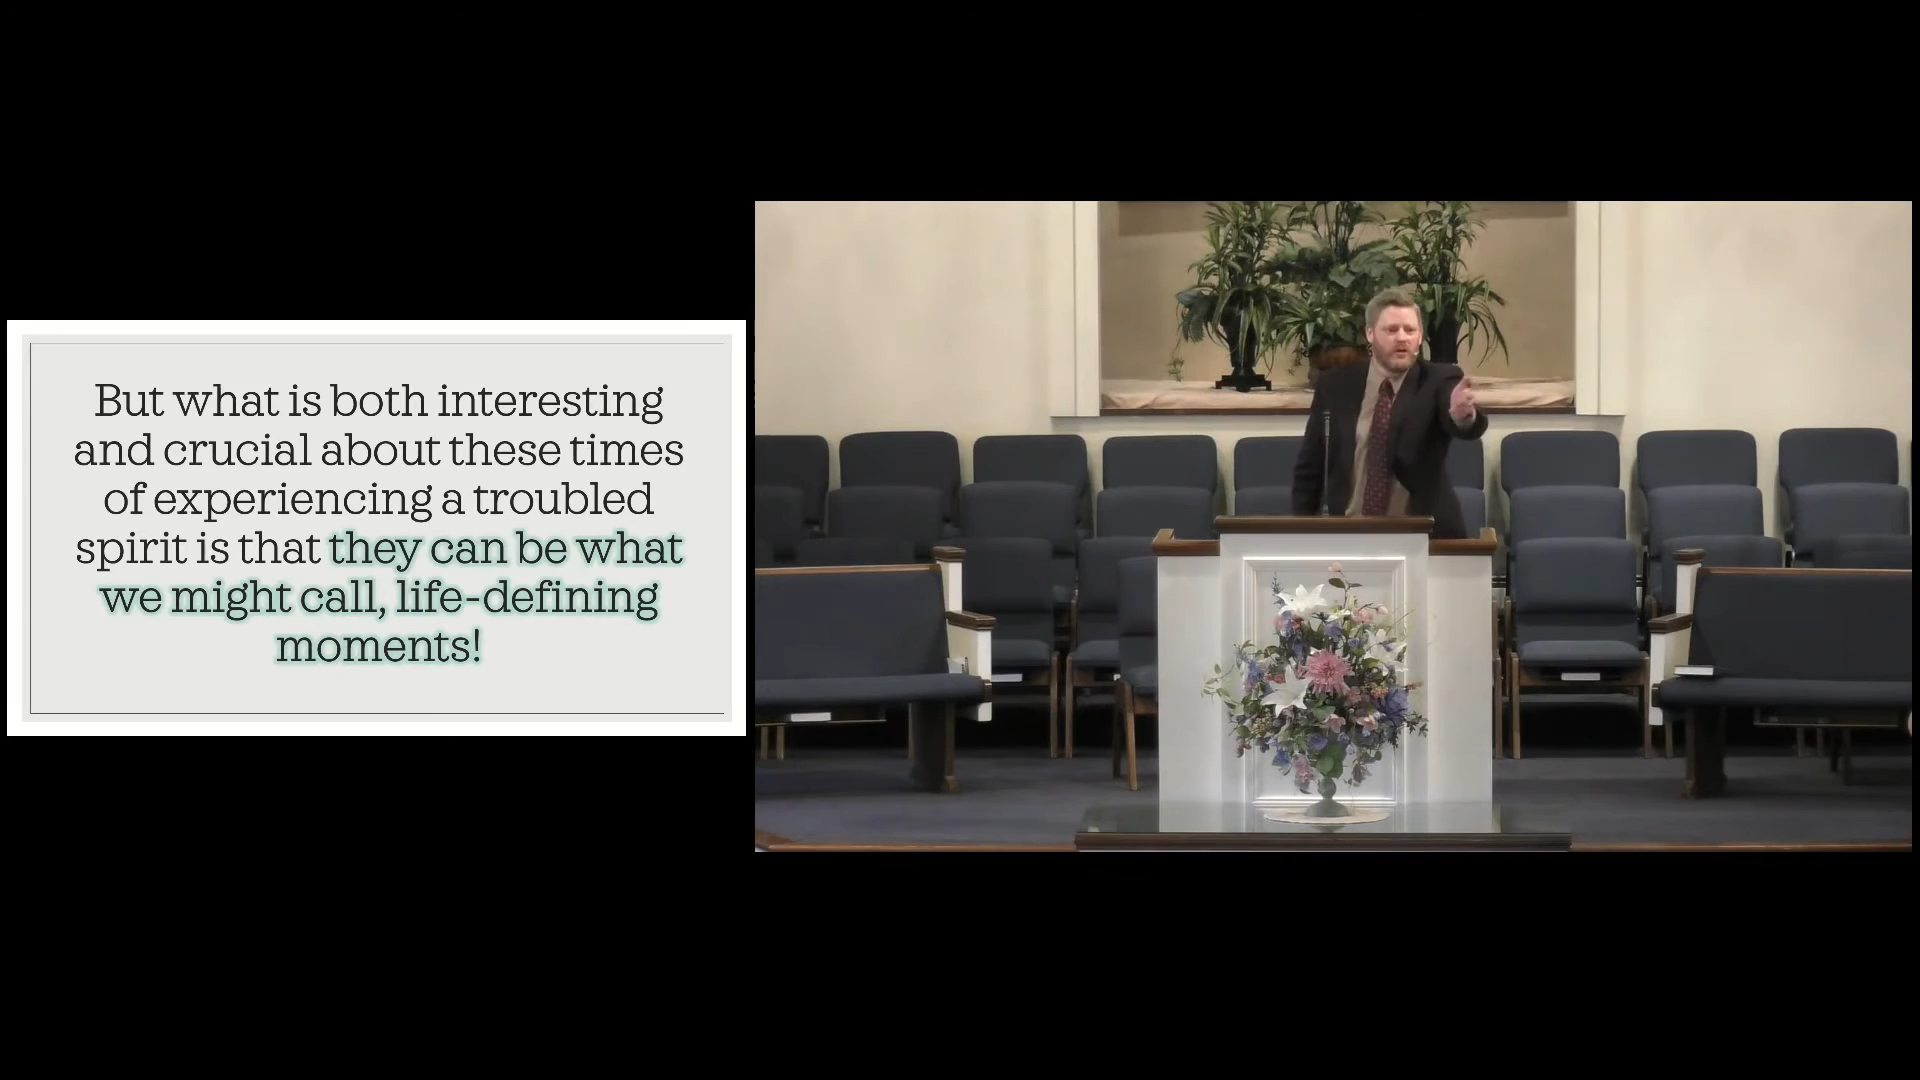 But what is both interesting
and crucial about these times
of experiencing a troubled
spirit is that they can be what
we might call, life-defining
moments!